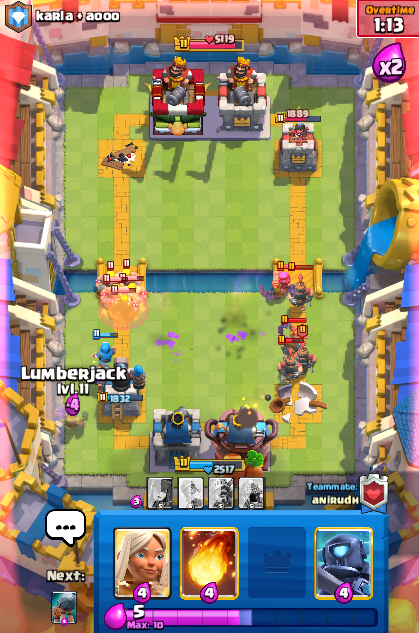 karla + aooo
Overtime
1:13
5119
x2
1889
Lumberjack
lvl.11
4
1832
2517
Teammate:
anirudh
3
...
4
4
4
Next:
5
Max: 10